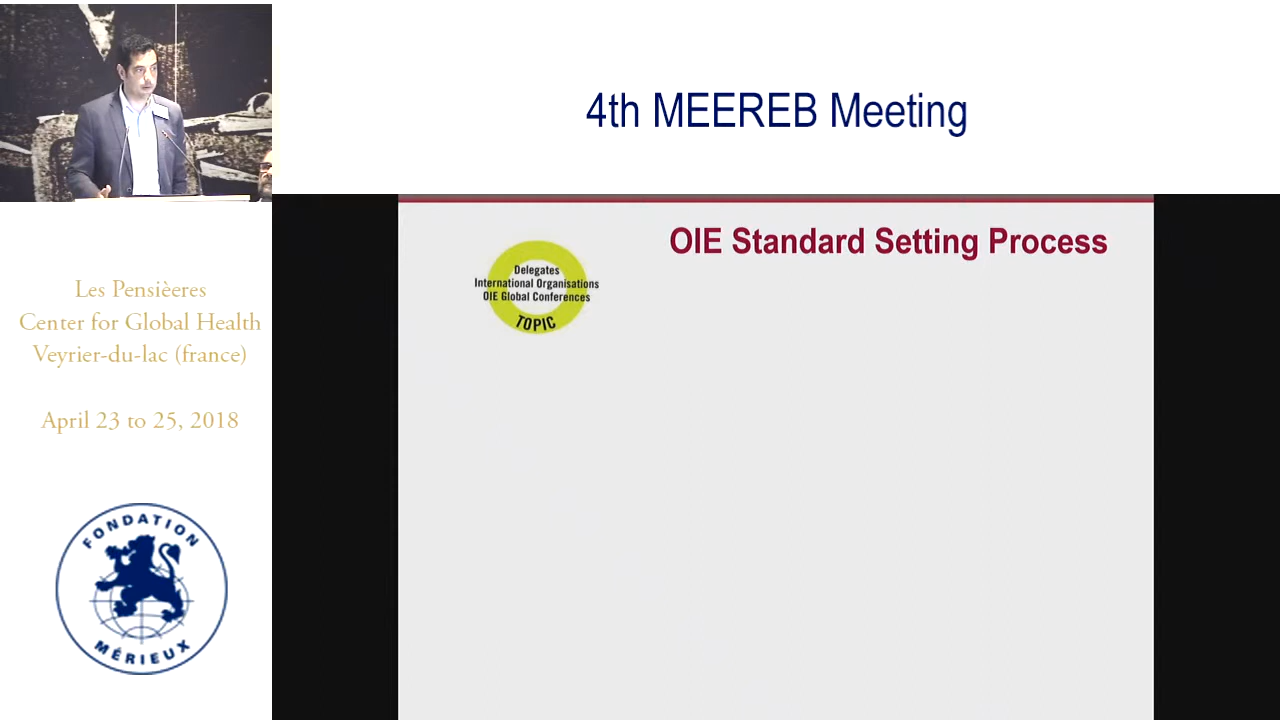 4th MEEREB Meeting
OIE Standard Setting Process
Delegates
International Organisations
OIE Global Conferences
TOPIC
Les Pensièeres
Center for Global Health
Veyrier-du-lac (france)
April 23 to 25, 2018
FONDATION
MÉRIEUX